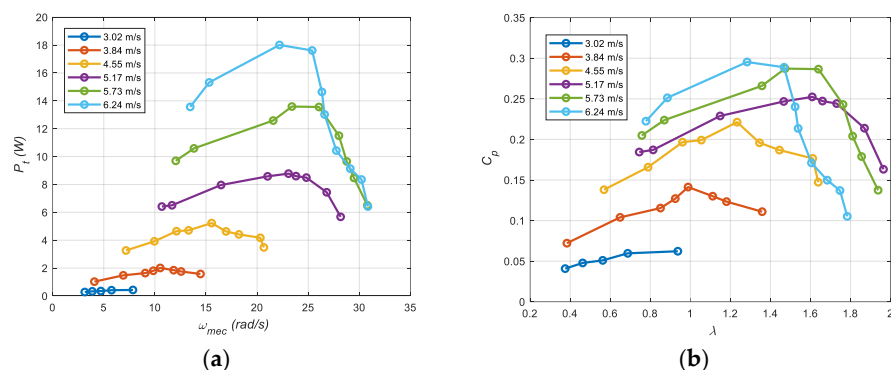 20
18
16
14
12
10
8
6
4
2
0
P_t (W)
3.02 m/s
3.84 m/s
4.55 m/s
5.17 m/s
5.73 m/s
6.24 m/s
0 5 10 15 20 25 30 35
ω_mec (rad/s)
(a)
0.35
0.3
0.25
0.2
0.15
0.1
0.05
0
C_p
3.02 m/s
3.84 m/s
4.55 m/s
5.17 m/s
5.73 m/s
6.24 m/s
0.2 0.4 0.6 0.8 1 1.2 1.4 1.6 1.8 2
λ
(b)